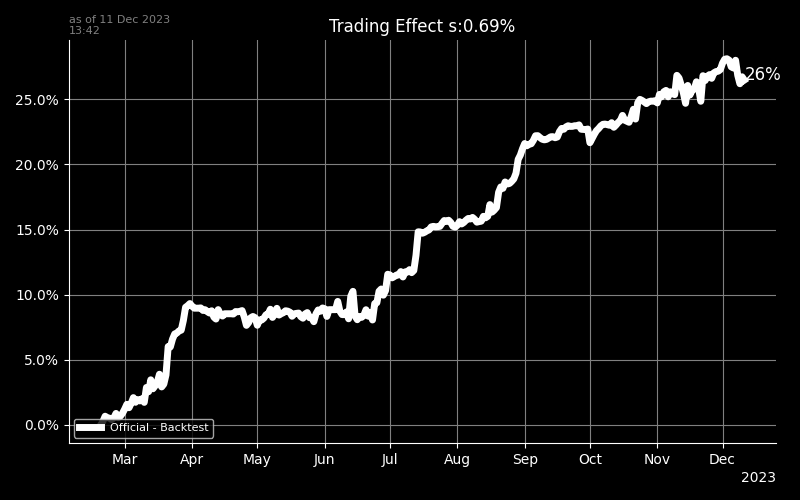 as of 11 Dec 2023
13:42
Trading Effect s:0.69%
26%
25.0%
20.0%
15.0%
10.0%
5.0%
0.0%
Official - Backtest
Mar Apr May Jun Jul Aug Sep Oct Nov Dec
2023